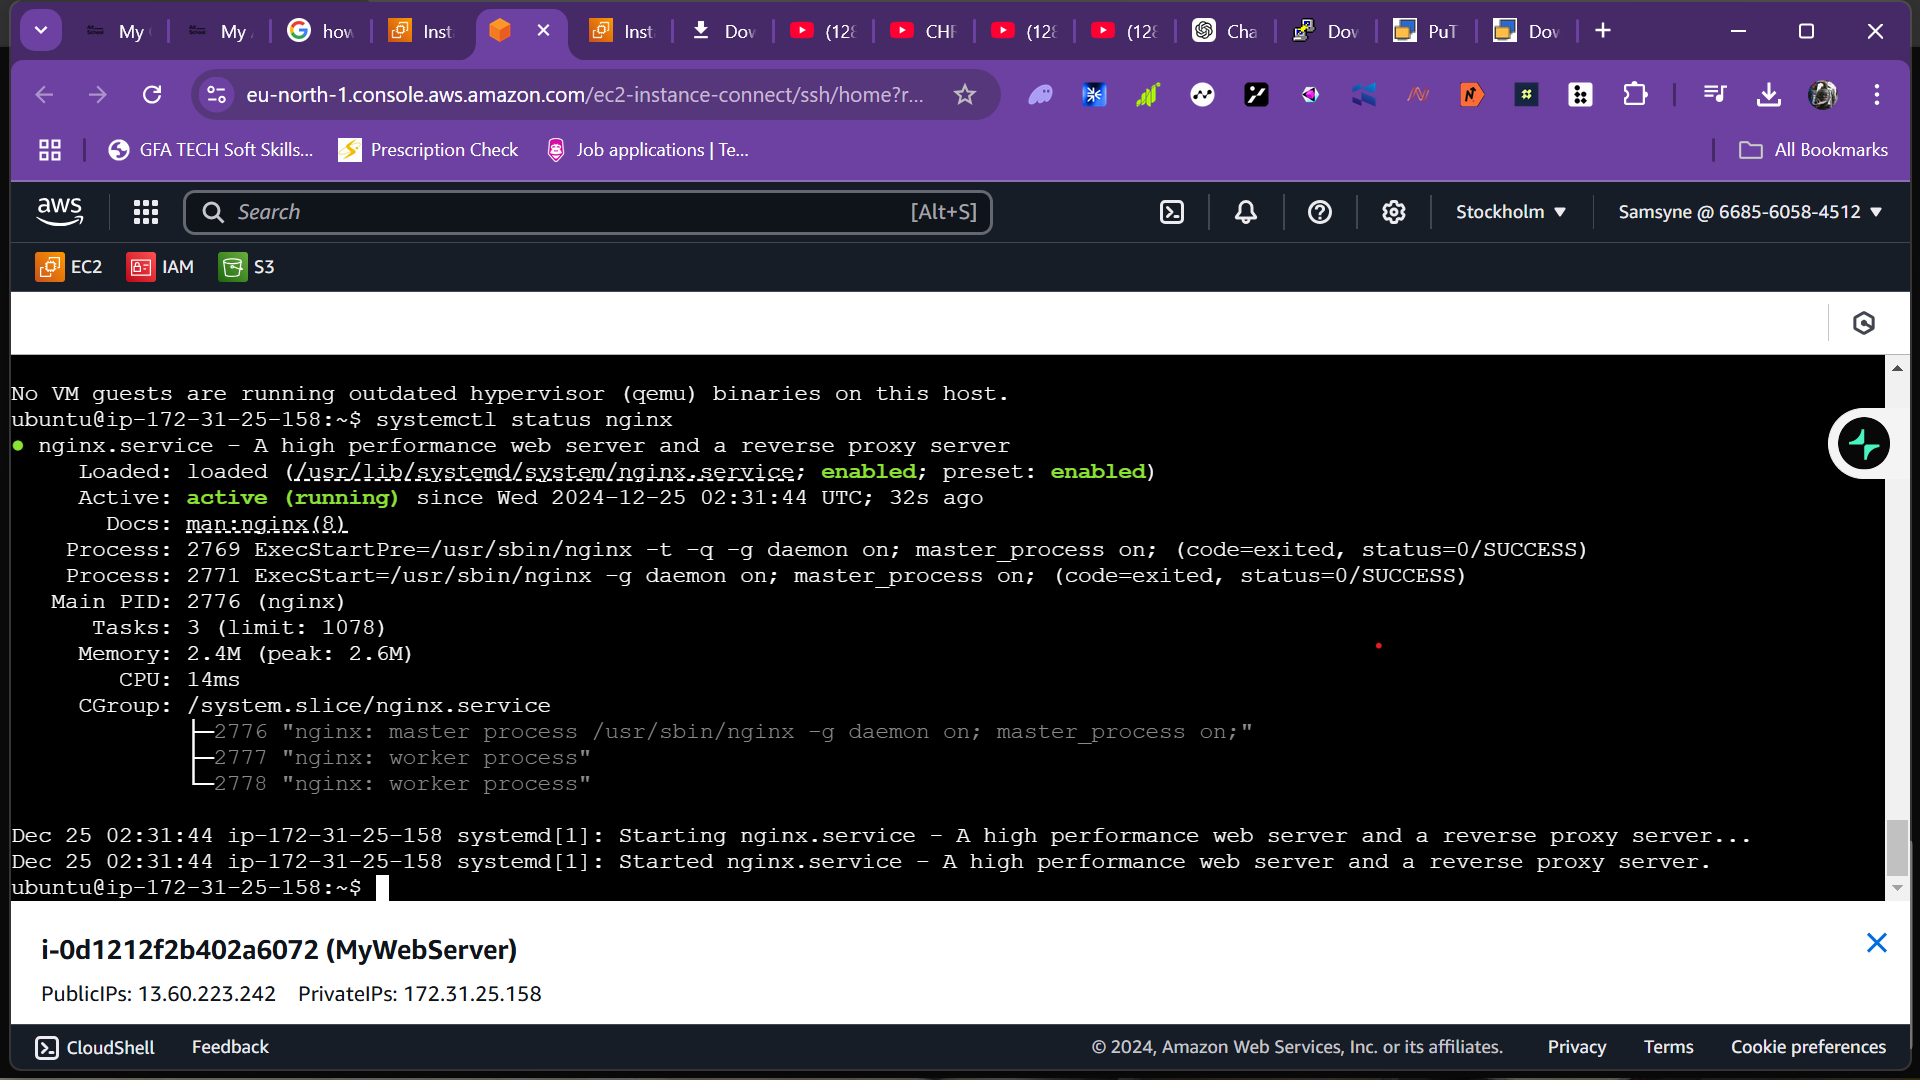 My
My
how
Inst
Inst
Dov
(128
CHR
(128
(128
Cha
Dov
PuT
Dov
eu-north-1.console.aws.amazon.com/ec2-instance-connect/ssh/home?r...
GFA TECH Soft Skills...
Prescription Check
Job applications | Te...
All Bookmarks
aws
Search
[Alt+S]
Stockholm
Samsyne @ 6685-6058-4512
EC2
IAM
S3
No VM guests are running outdated hypervisor (qemu) binaries on this host.
ubuntu@ip-172-31-25-158:~$ systemctl status nginx
● nginx.service - A high performance web server and a reverse proxy server
Loaded: loaded (/usr/lib/systemd/system/nginx.service; enabled; preset: enabled)
Active: active (running) since Wed 2024-12-25 02:31:44 UTC; 32s ago
Docs: man:nginx(8)
Process: 2769 ExecStartPre=/usr/sbin/nginx -t -q -g daemon on; master_process on; (code=exited, status=0/SUCCESS)
Process: 2771 ExecStart=/usr/sbin/nginx -g daemon on; master_process on; (code=exited, status=0/SUCCESS)
Main PID: 2776 (nginx)
Tasks: 3 (limit: 1078)
Memory: 2.4M (peak: 2.6M)
CPU: 14ms
CGroup: /system.slice/nginx.service
├─2776 "nginx: master process /usr/sbin/nginx -g daemon on; master_process on;"
├─2777 "nginx: worker process"
└─2778 "nginx: worker process"
Dec 25 02:31:44 ip-172-31-25-158 systemd[1]: Starting nginx.service - A high performance web server and a reverse proxy server...
Dec 25 02:31:44 ip-172-31-25-158 systemd[1]: Started nginx.service - A high performance web server and a reverse proxy server.
ubuntu@ip-172-31-25-158:~$
i-0d1212f2b402a6072 (MyWebServer)
PublicIPs: 13.60.223.242 PrivateIPs: 172.31.25.158
CloudShell
Feedback
© 2024, Amazon Web Services, Inc. or its affiliates.
Privacy
Terms
Cookie preferences